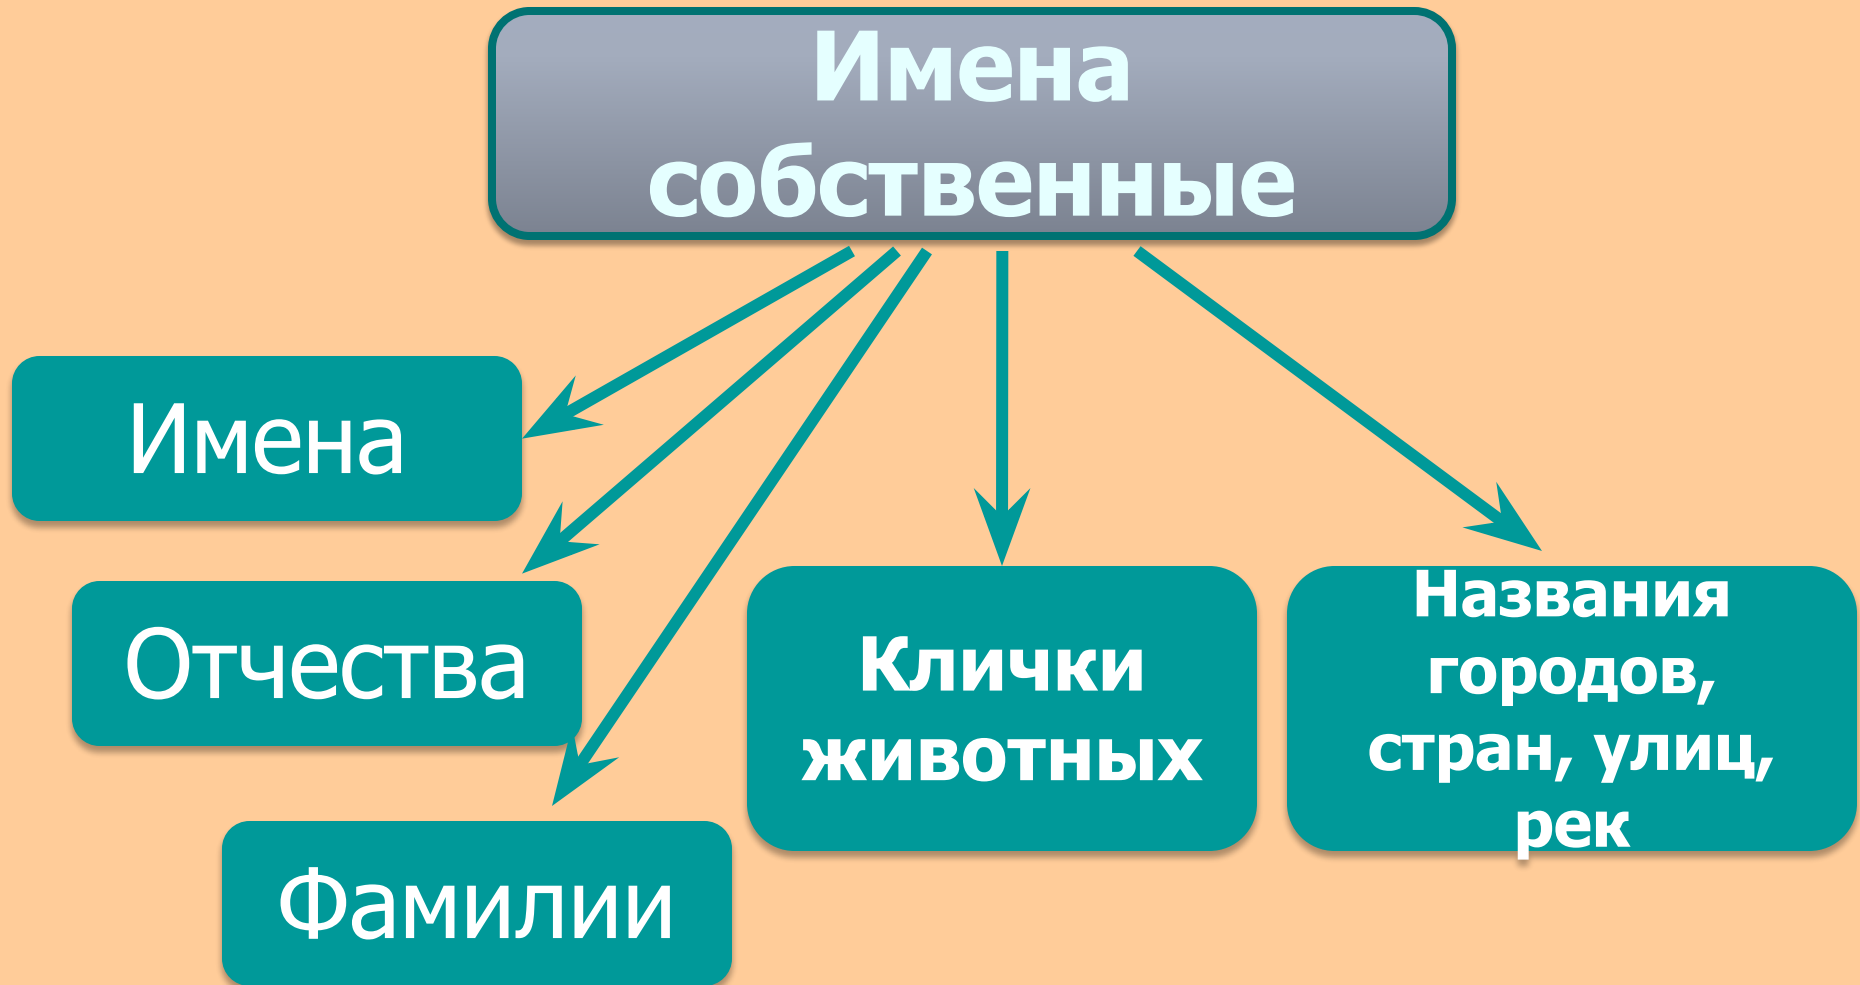 Имена
собственные
Имена
Отчества
Фамилии
Клички
животных
Названия
городов,
стран, улиц,
рек